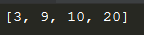 [3, 9, 10, 20]